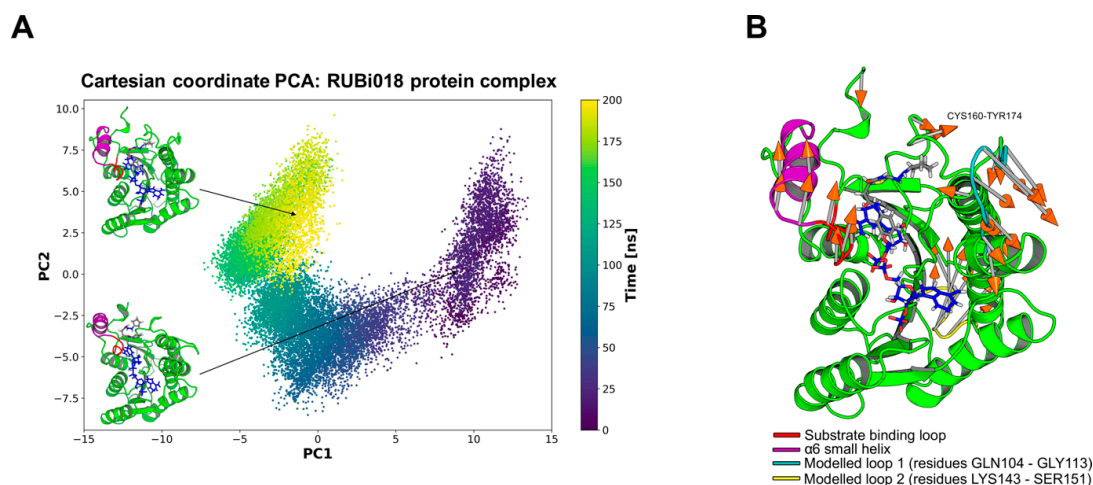 A
B
Cartesian coordinate PCA: RUBi018 protein complex
10.0
7.5
5.0
2.5
0.0
−2.5
−5.0
−7.5
PC2
−15
−10
−5
0
5
10
15
PC1
200
175
150
125
100
75
50
25
0
Time [ns]
CYS160-TYR174
Substrate binding loop
α6 small helix
Modelled loop 1 (residues GLN104 - GLY113)
Modelled loop 2 (residues LYS143 - SER151)